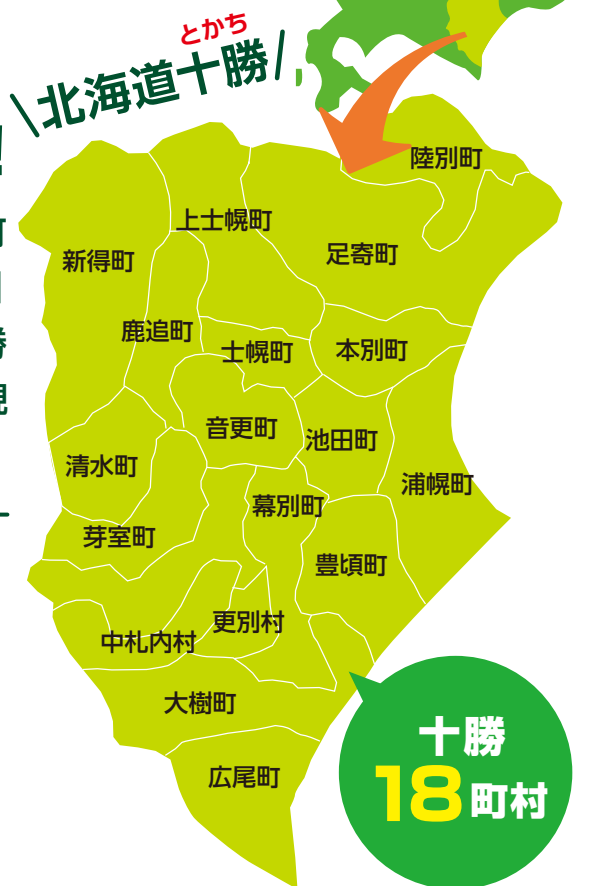 とかち
\北海道十勝/
陸別町
上士幌町
足寄町
新得町
鹿追町
士幌町
本別町
音更町
池田町
清水町
浦幌町
幕別町
芽室町
豊頃町
更別村
中札内村
大樹町
広尾町
十勝
18町村